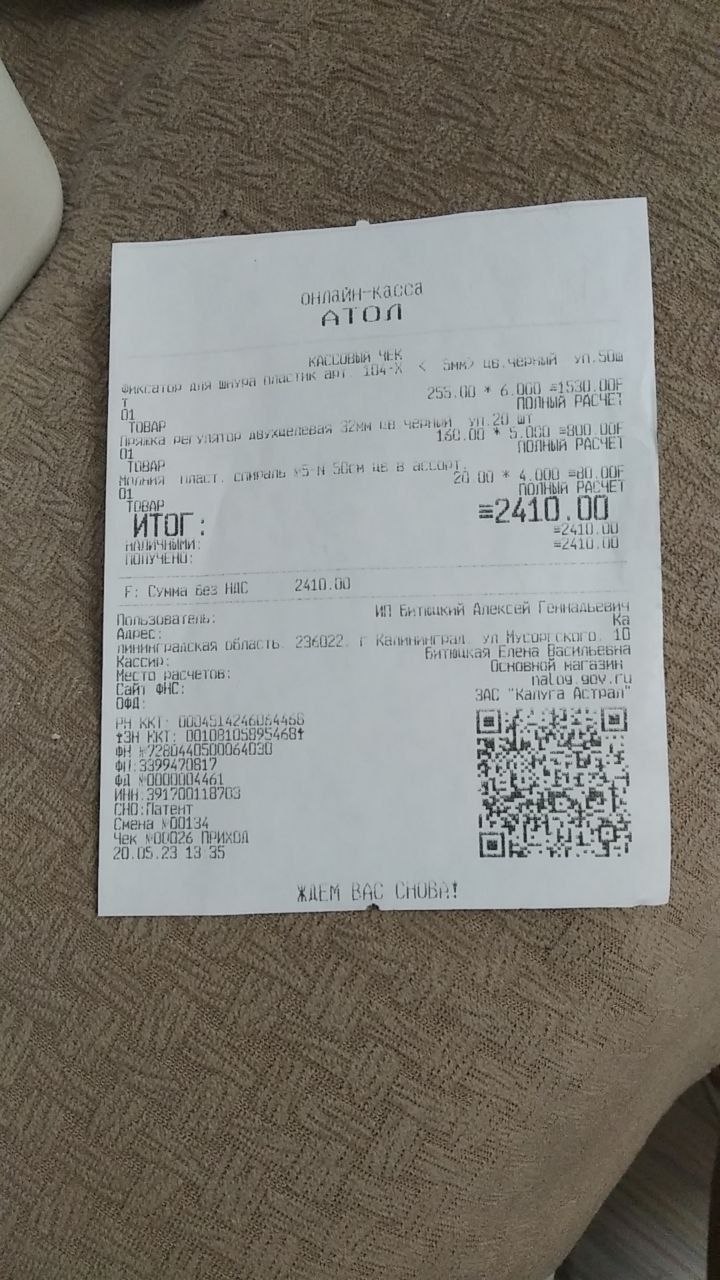 онлайн-касса
АТОЛ
КАССОВЫЙ ЧЕК
Фиксатор для шнура пластик арт. 104-Х < 5мм> цв.черный уп.50ш
т
255.00 * 6.000 ≡1530.00F
01 ПОЛНЫЙ РАСЧЕТ
ТОВАР
Пряжка регулятор двухщелевая 32мм цв черный уп.20 шт
160.00 * 5.000 ≡800.00F
01 ПОЛНЫЙ РАСЧЕТ
ТОВАР
Молния пласт. спираль №5-N 50см цв в ассорт.
20.00 * 4.000 ≡80.00F
01 ПОЛНЫЙ РАСЧЕТ
ТОВАР
ИТОГ: ≡2410.00
НАЛИЧНЫМИ: ≡2410.00
ПОЛУЧЕНО: ≡2410.00
F: Сумма без НДС 2410.00
Пользователь: ИП Битюцкий Алексей Геннадьевич
Адрес: Ка
лининградская область. 236022. г Калининград. ул Мусоргского. 10
Кассир: Битюцкая Елена Васильевна
Место расчетов: Основной магазин
Сайт ФНС: nalog.gov.ru
ОФД: ЗАО "Калуга Астрал"
РН ККТ: 0004514246064468
ЗН ККТ: 00108105895468
ФН №7280440500064030
ФП:3399470817
ФД №0000004461
ИНН:391700118703
СНО:Патент
Смена №00134
Чек №00026 ПРИХОД
20.05.23 13:35
ЖДЕМ ВАС СНОВА!